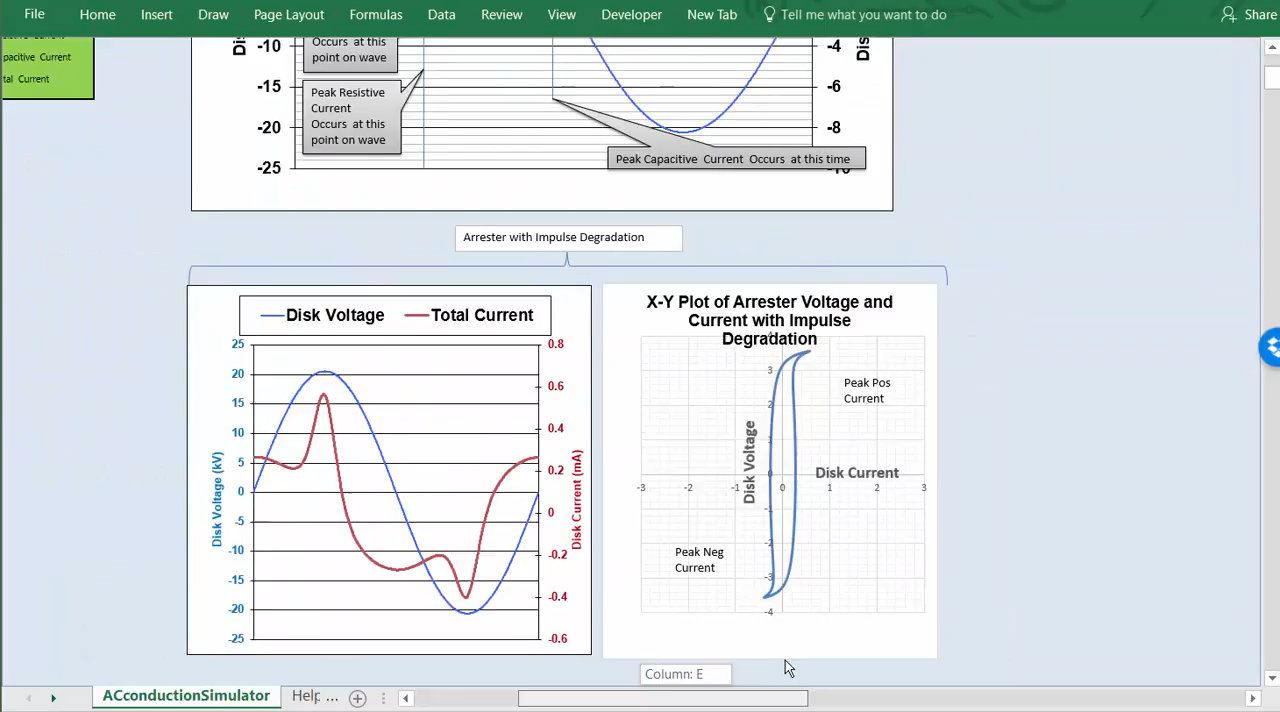 File Home Insert Draw Page Layout Formulas Data Review View Developer New Tab Tell me what you want to do Share
pacitive Current
tal Current
-10
-15
-20
-25
Occurs at this
point on wave
Peak Resistive
Current
Occurs at this
point on wave
-4
-6
-8
Peak Capacitive Current Occurs at this time
Arrester with Impulse Degradation
Disk Voltage Total Current
25
20
15
10
5
0
-5
-10
-15
-20
-25
Disk Voltage (kV)
0.8
0.6
0.4
0.2
0
-0.2
-0.4
-0.6
Disk Current (mA)
X-Y Plot of Arrester Voltage and
Current with Impulse
Degradation
3
2
1
0
-1
-2
-3
-4
-3 -2 -1 0 1 2 3
Disk Voltage
Disk Current
Peak Pos
Current
Peak Neg
Current
Column: E
ACconductionSimulator Help ...